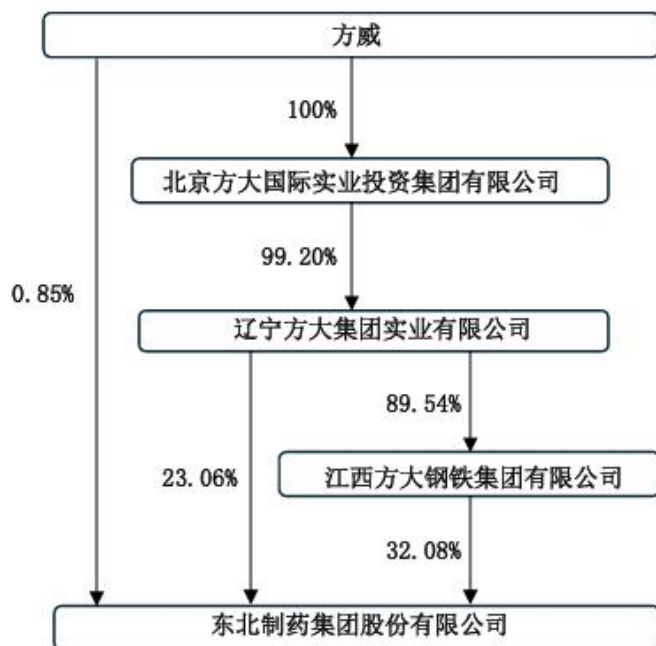 方威
100%
北京方大国际实业投资集团有限公司
99.20%
0.85%
辽宁方大集团实业有限公司
89.54%
23.06%
江西方大钢铁集团有限公司
32.08%
东北制药集团股份有限公司